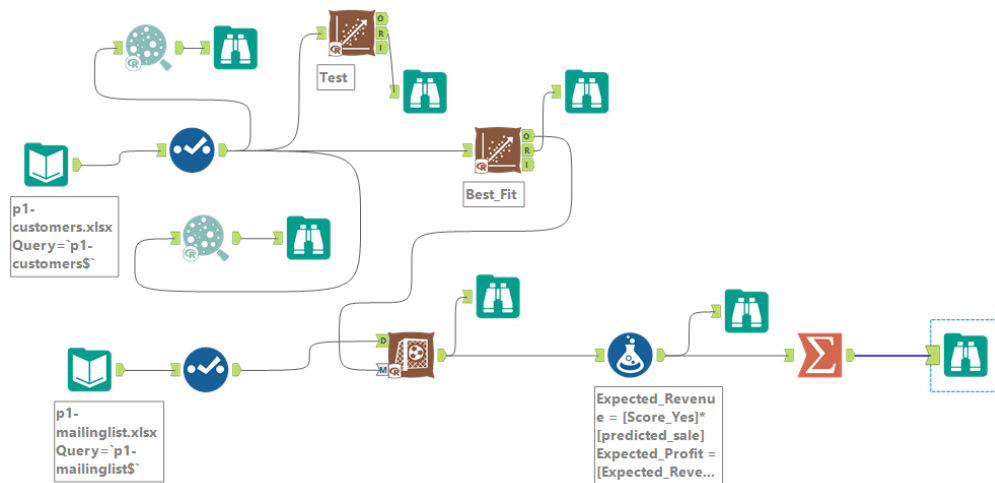 O
R
I
Test
p1-
customers.xlsx
Query=`p1-
customers$`
O
R
I
Best_Fit
D
M
p1-
mailinglist.xlsx
Query=`p1-
mailinglist$`
Expected_Revenu
e = [Score_Yes]*
[predicted_sale]
Expected_Profit =
[Expected_Reve...